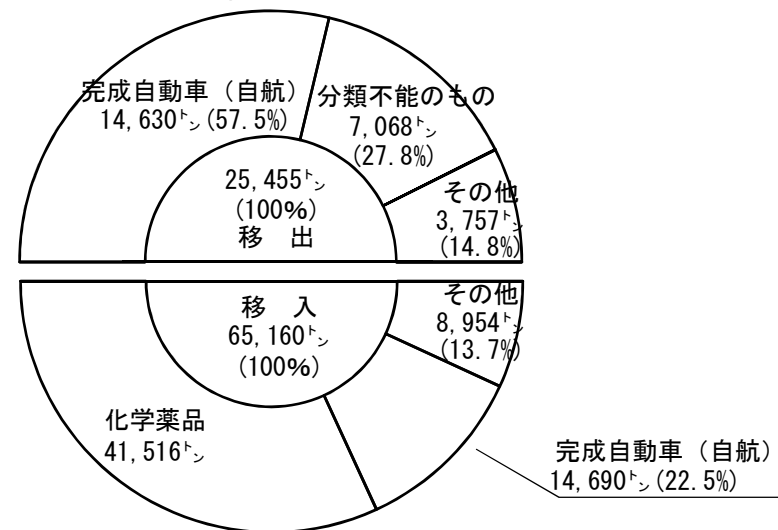 完成自動車（自航）
14,630㌧(57.5%)
分類不能のもの
7,068㌧
(27.8%)
その他
3,757㌧
(14.8%)
25,455㌧
(100%)
移　出
移　入
65,160㌧
(100%)
その他
8,954㌧
(13.7%)
化学薬品
41,516㌧
完成自動車（自航）
14,690㌧(22.5%)